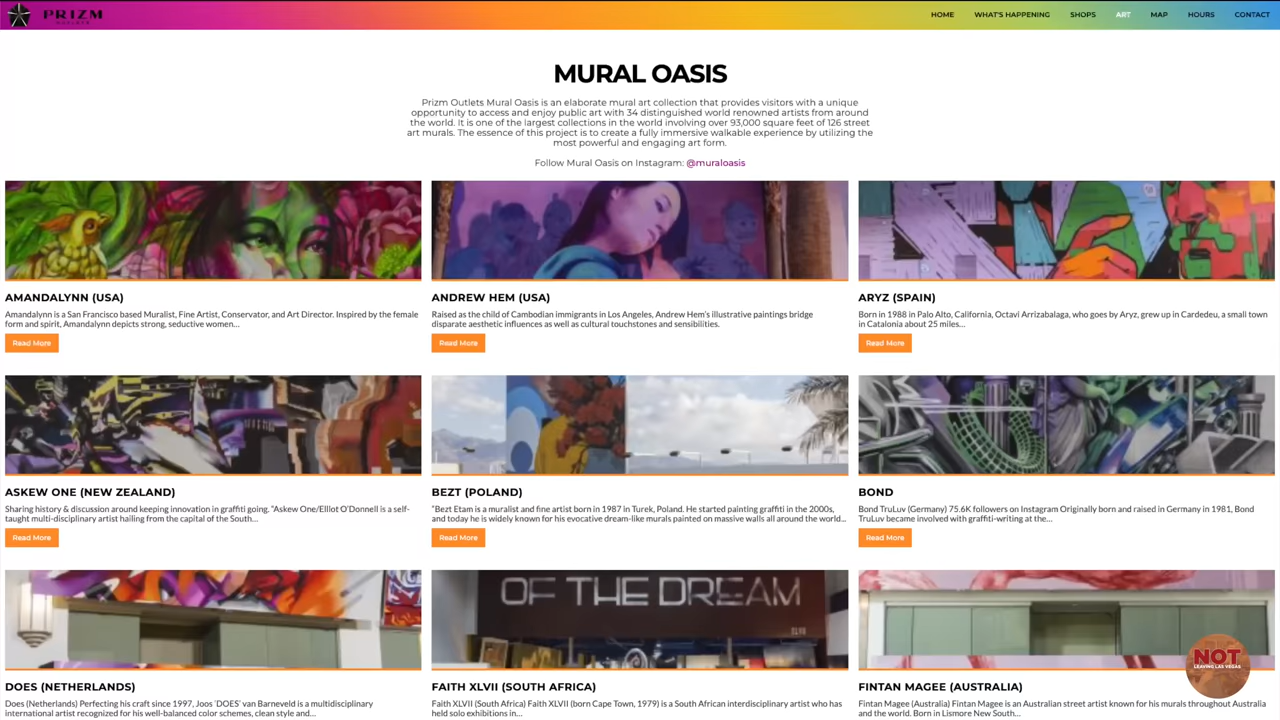 PRIZM
OUTLETS
HOME
WHAT'S HAPPENING
SHOPS
ART
MAP
HOURS
CONTACT
MURAL OASIS
Prizm Outlets Mural Oasis is an elaborate mural art collection that provides visitors with a unique
opportunity to access and enjoy public art with 34 distinguished world renowned artists from around
the world. It is one of the largest collections in the world involving over 93,000 square feet of 126 street
art murals. The essence of this project is to create a fully immersive walkable experience by utilizing the
most powerful and engaging art form.
Follow Mural Oasis on Instagram: @muraloasis
AMANDALYNN (USA)
Amandalynn is a San Francisco based Muralist, Fine Artist, Conservator, and Art Director. Inspired by the female
form and spirit, Amandalynn depicts strong, seductive women...
Read More
ANDREW HEM (USA)
Raised as the child of Cambodian immigrants in Los Angeles, Andrew Hem's illustrative paintings bridge
disparate aesthetic influences as well as cultural touchstones and sensibilities.
Read More
ARYZ (SPAIN)
Born in 1988 in Palo Alto, California, Octavi Arrizabalaga, who goes by Aryz, grew up in Cardedeu, a small town
in Catalonia about 25 miles...
Read More
ASKEW ONE (NEW ZEALAND)
Sharing history & discussion around keeping innovation in graffiti going. "Askew One/Elliot O'Donnell is a self-
taught multi-disciplinary artist hailing from the capital of the South...
Read More
BEZT (POLAND)
"Bezt Etam is a muralist and fine artist born in 1987 in Turek, Poland. He started painting graffiti in the 2000s,
and today he is widely known for his evocative dream-like murals painted on massive walls all around the world...
Read More
BOND
Bond TruLuv (Germany) 75.6K followers on Instagram Originally born and raised in Germany in 1981, Bond
TruLuv became involved with graffiti-writing at the...
Read More
OF THE DREAM
DOES (NETHERLANDS)
Does (Netherlands) Perfecting his craft since 1997, Joos 'DOES' van Barneveld is a multidisciplinary
international artist recognized for his well-balanced color schemes, clean style and...
FAITH XLVII (SOUTH AFRICA)
Faith XLVII (South Africa) Faith XLVII (born Cape Town, 1979) is a South African interdisciplinary artist who has
held solo exhibitions in...
FINTAN MAGEE (AUSTRALIA)
Fintan Magee (Australia) Fintan Magee is an Australian street artist known for his murals throughout Australia
and the world. Born in Lismore New South...
NOT
LEAVING LAS VEGAS